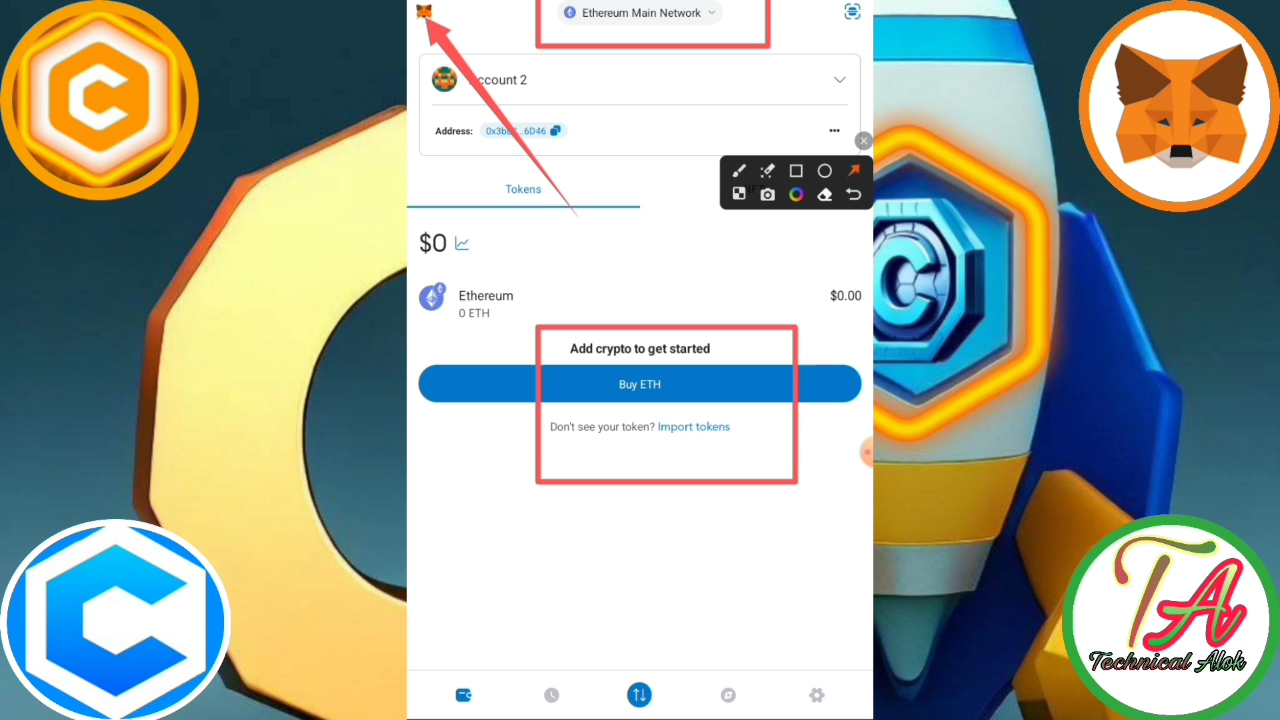 Ethereum Main Network
ccount 2
Address: 0x3b
6D46
Tokens
$0
Ethereum
$0.00
0 ETH
Add crypto to get started
Buy ETH
Don't see your token? Import tokens
TA
Technical Alok